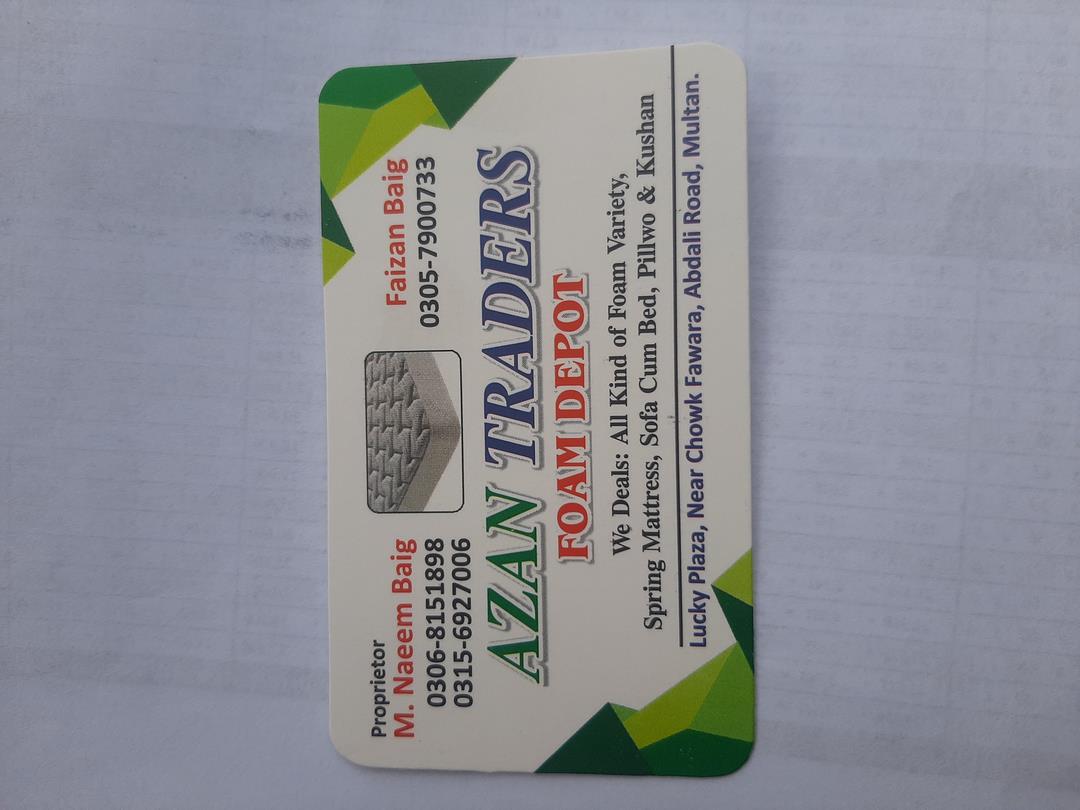 Proprietor
M. Naeem Baig
0306-8151898
0315-6927006
Faizan Baig
0305-7900733
AZAN TRADERS
FOAM DEPOT
We Deals: All Kind of Foam Variety,
Spring Mattress, Sofa Cum Bed, Pillwo & Kushan
Lucky Plaza, Near Chowk Fawara, Abdali Road, Multan.